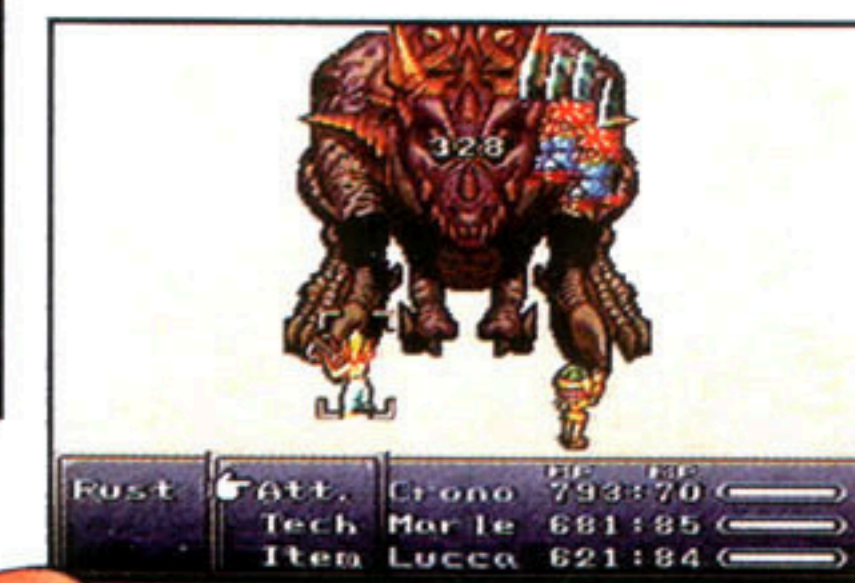 328
HP MP
Rust Att. Crono 793:70
Tech Marle 681:85
Item Lucca 621:84